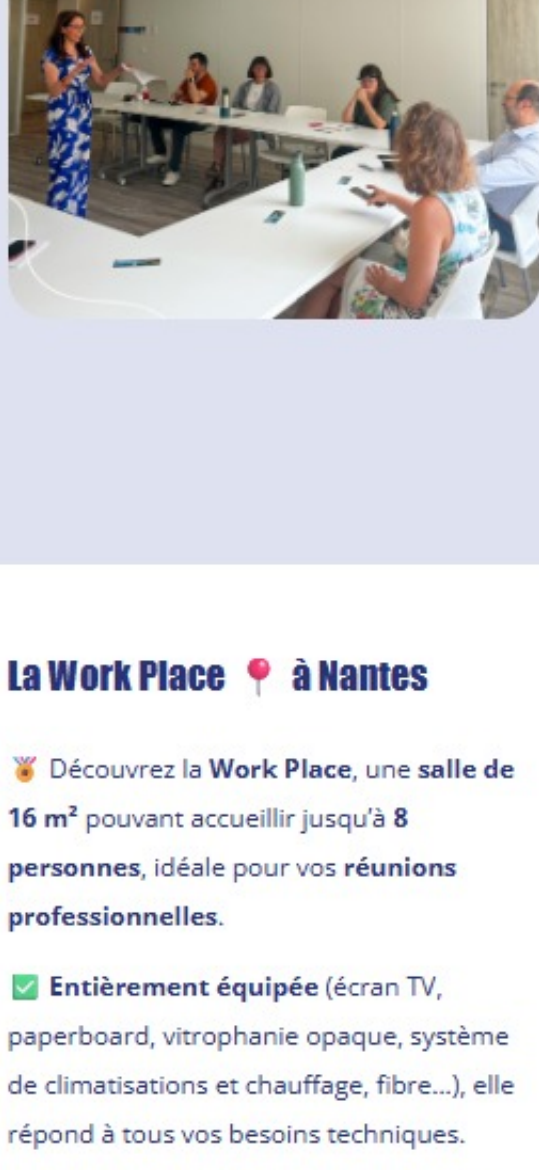 La Work Place 📍 à Nantes
🏅 Découvrez la Work Place, une salle de
16 m² pouvant accueillir jusqu’à 8
personnes, idéale pour vos réunions
professionnelles.
✅ Entièrement équipée (écran TV,
paperboard, vitrophanie opaque, système
de climatisations et chauffage, fibre...), elle
répond à tous vos besoins techniques.